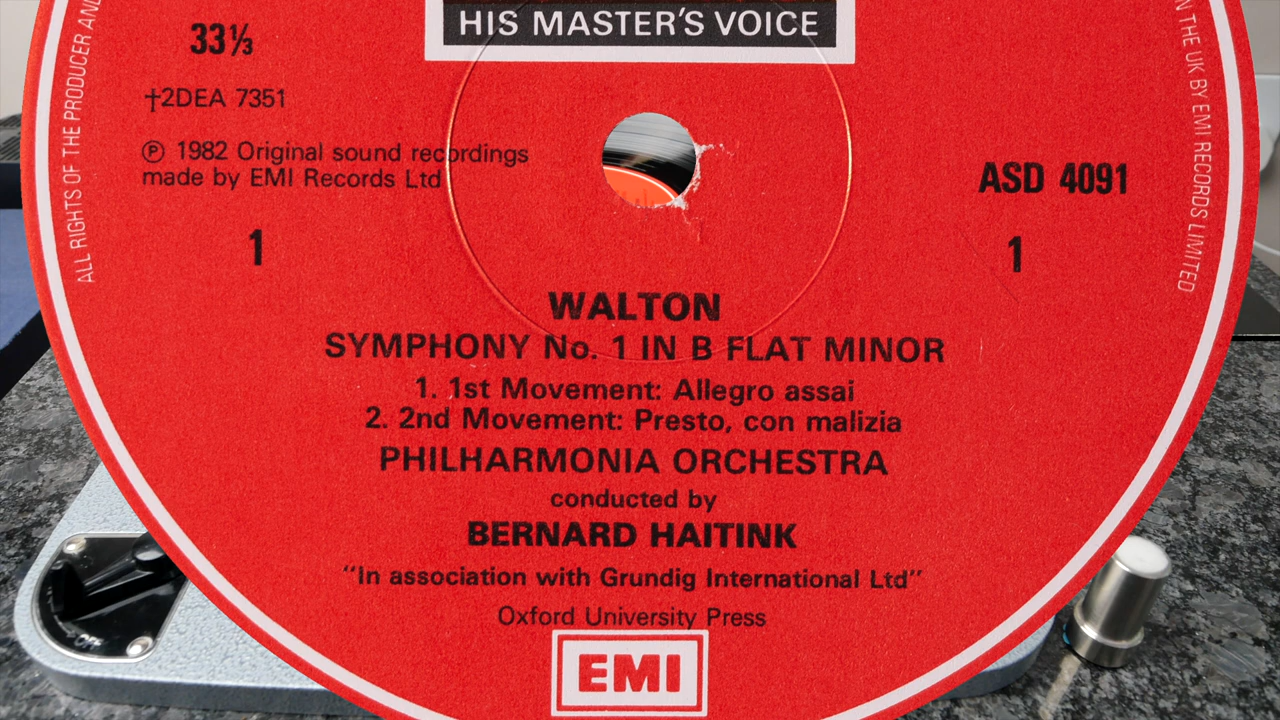 HIS MASTER'S VOICE
33⅓
†2DEA 7351
℗ 1982 Original sound recordings
made by EMI Records Ltd
ASD 4091
1
1
WALTON
SYMPHONY No. 1 IN B FLAT MINOR
1. 1st Movement: Allegro assai
2. 2nd Movement: Presto, con malizia
PHILHARMONIA ORCHESTRA
conducted by
BERNARD HAITINK
"In association with Grundig International Ltd"
Oxford University Press
EMI
ALL RIGHTS OF THE PRODUCER AND
IN THE UK BY EMI RECORDS LIMITED
OFF